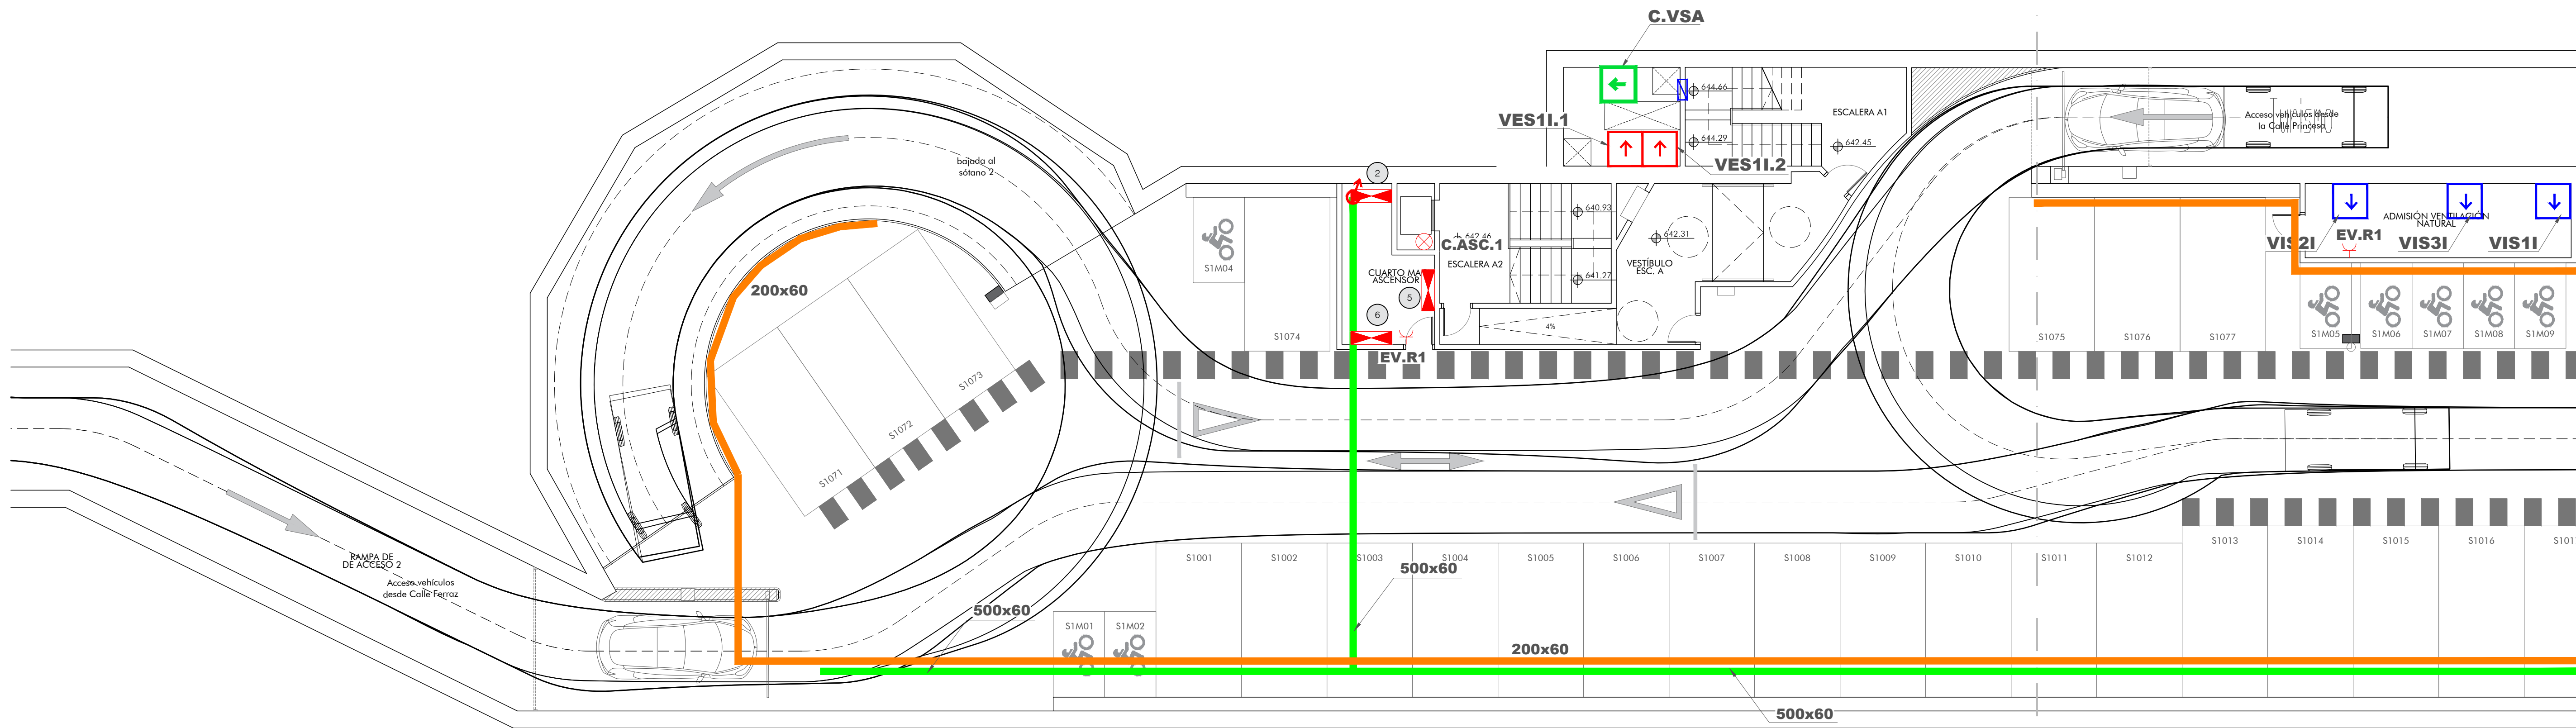 C.VSA
644.66
ESCALERA A1
VES1I.1
644.29
642.45
VES1I.2
Acceso vehículos desde
la Calle Princesa
bajada al
sótano 2
2
640.93
642.46
C.ASC.1
642.31
ESCALERA A2
VESTÍBULO
ESC. A
641.27
CUARTO MA
ASCENSOR
5
6
4%
EV.R1
S1M04
S1074
200x60
ADMISIÓN VENTILACIÓN
NATURAL
VIS2I
EV.R1
VIS3I
VIS1I
S1075
S1076
S1077
S1M05
S1M06
S1M07
S1M08
S1M09
S1073
S1072
S1071
RAMPA DE
DE ACCESO 2
Acceso vehículos
desde Calle Ferraz
S1001
S1002
S1003
S1004
S1005
S1006
S1007
S1008
S1009
S1010
S1011
S1012
S1013
S1014
S1015
S1016
500x60
500x60
S1M01
S1M02
200x60
500x60